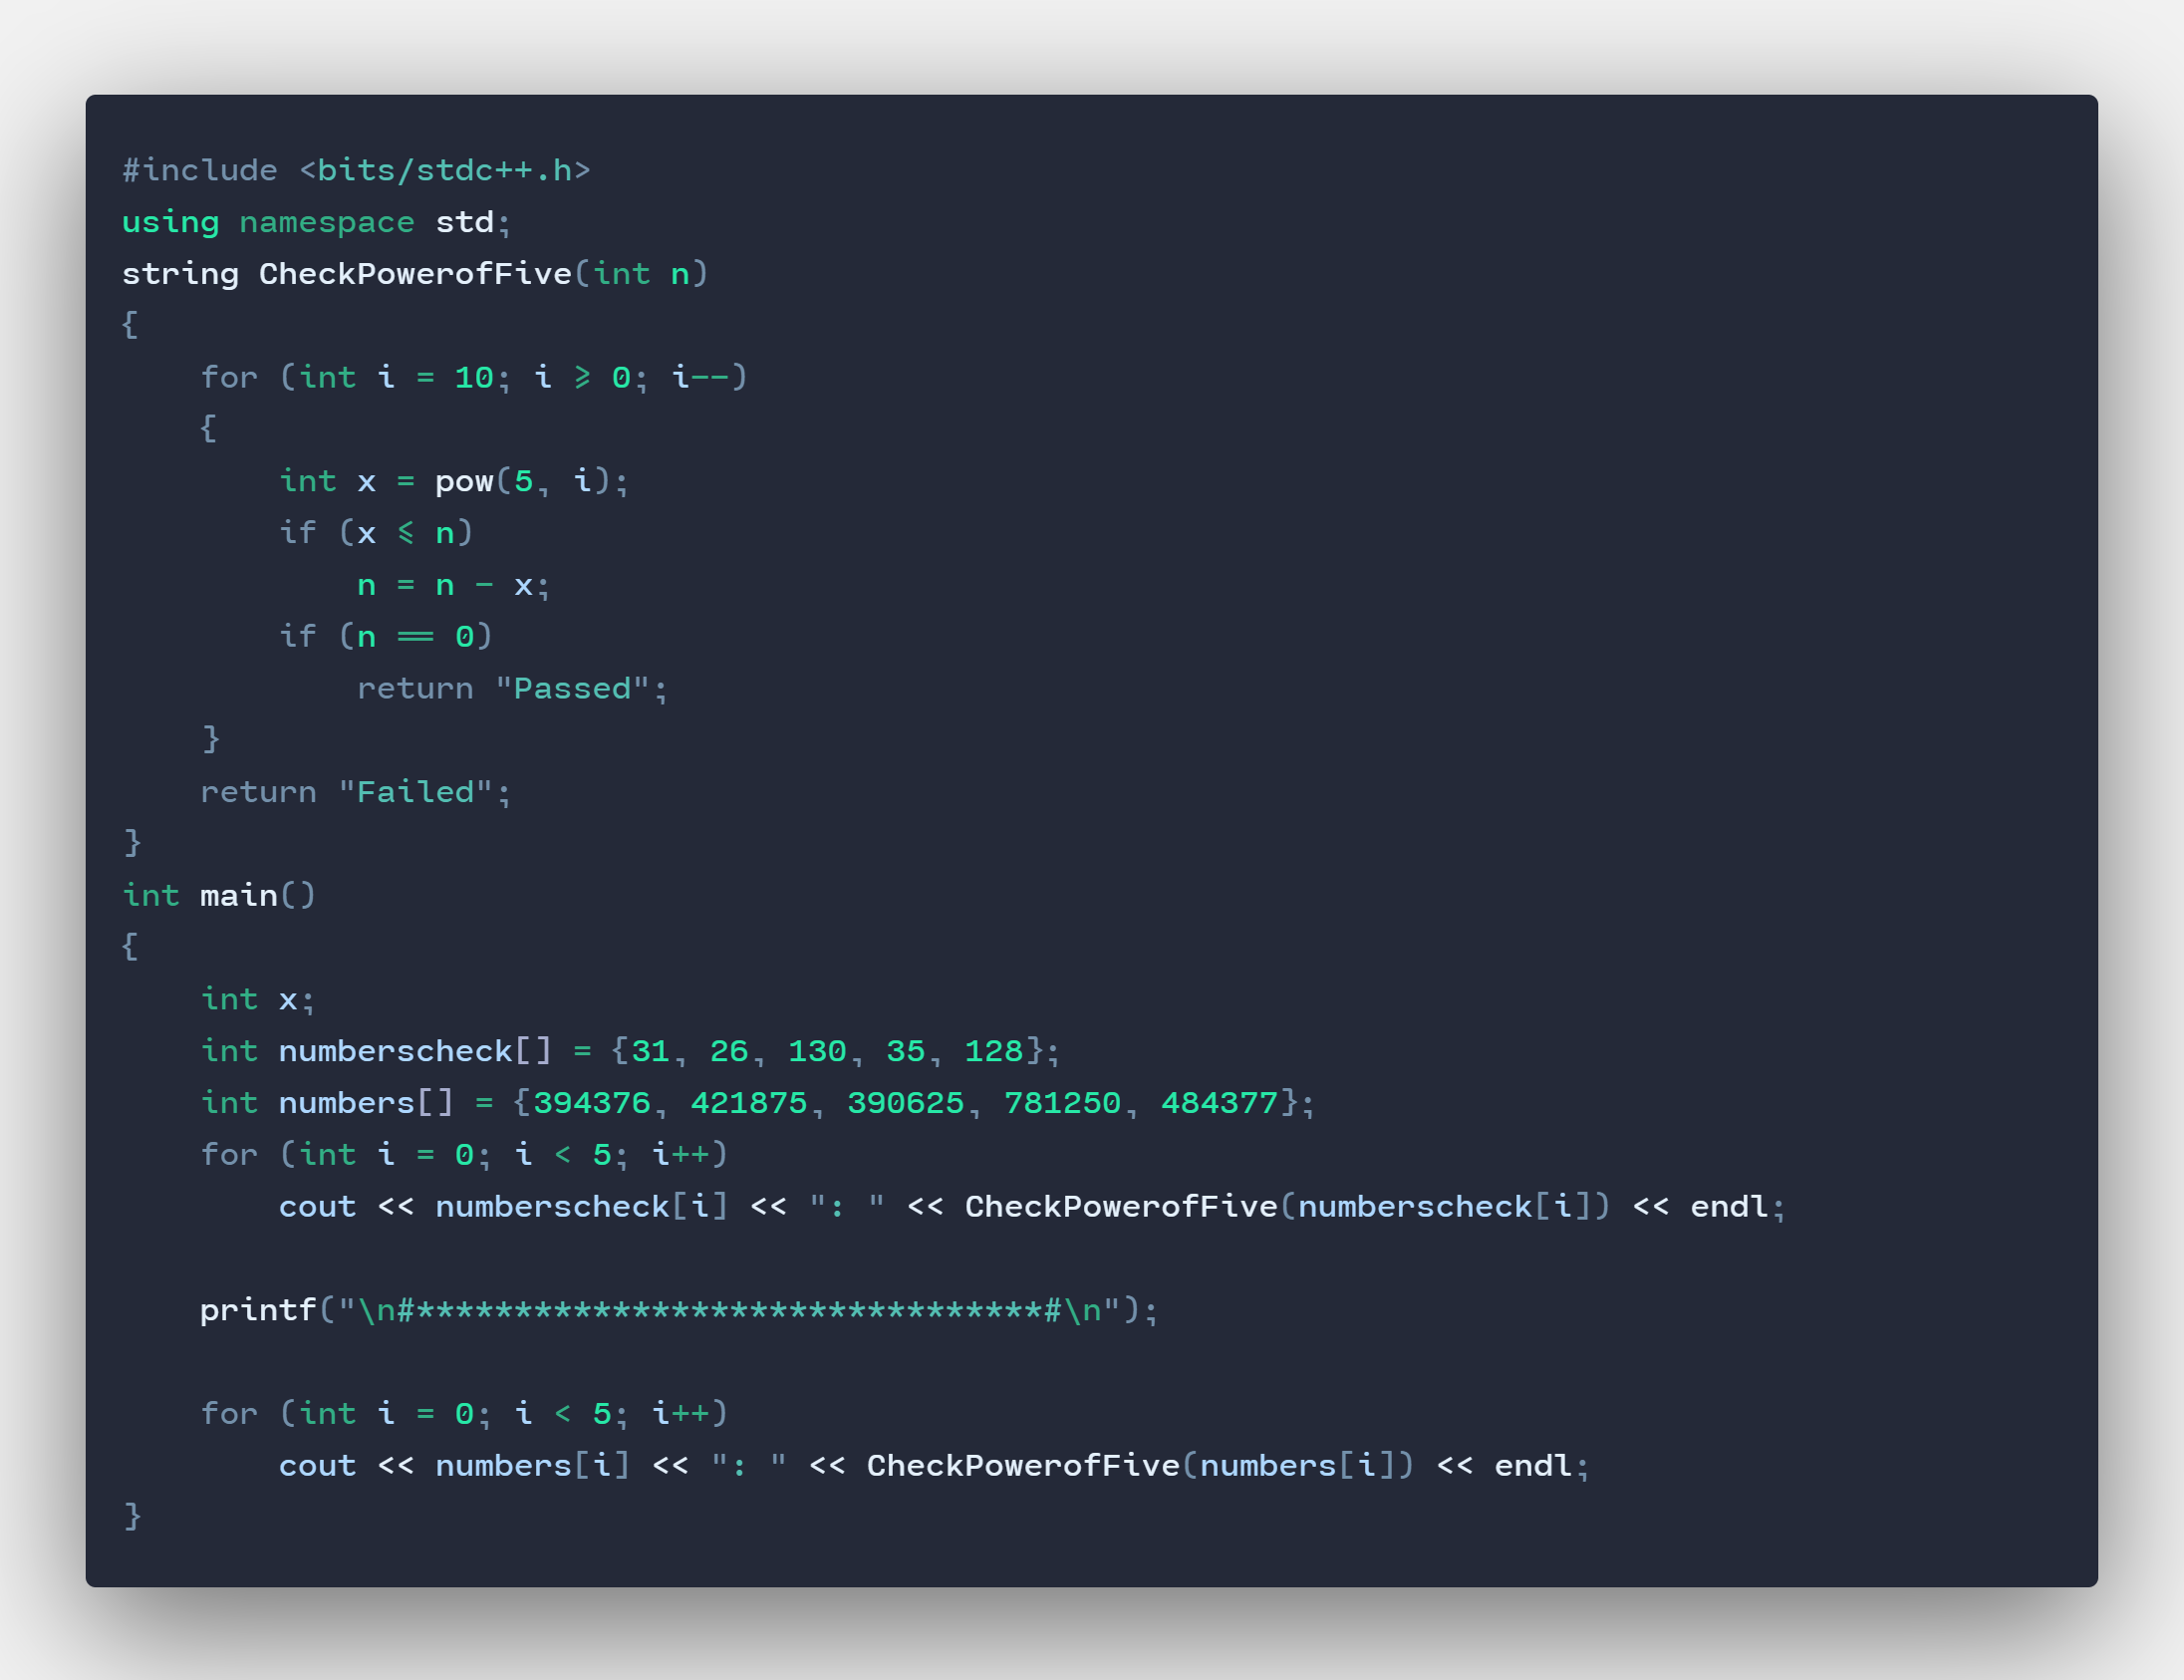 #include <bits/stdc++.h>
using namespace std;
string CheckPowerofFive(int n)
{
    for (int i = 10; i >= 0; i--)
    {
        int x = pow(5, i);
        if (x <= n)
            n = n - x;
        if (n == 0)
            return "Passed";
    }
    return "Failed";
}
int main()
{
    int x;
    int numberscheck[] = {31, 26, 130, 35, 128};
    int numbers[] = {394376, 421875, 390625, 781250, 484377};
    for (int i = 0; i < 5; i++)
        cout << numberscheck[i] << ": " << CheckPowerofFive(numberscheck[i]) << endl;
    printf("\n#********************************#\n");
    for (int i = 0; i < 5; i++)
        cout << numbers[i] << ": " << CheckPowerofFive(numbers[i]) << endl;
}